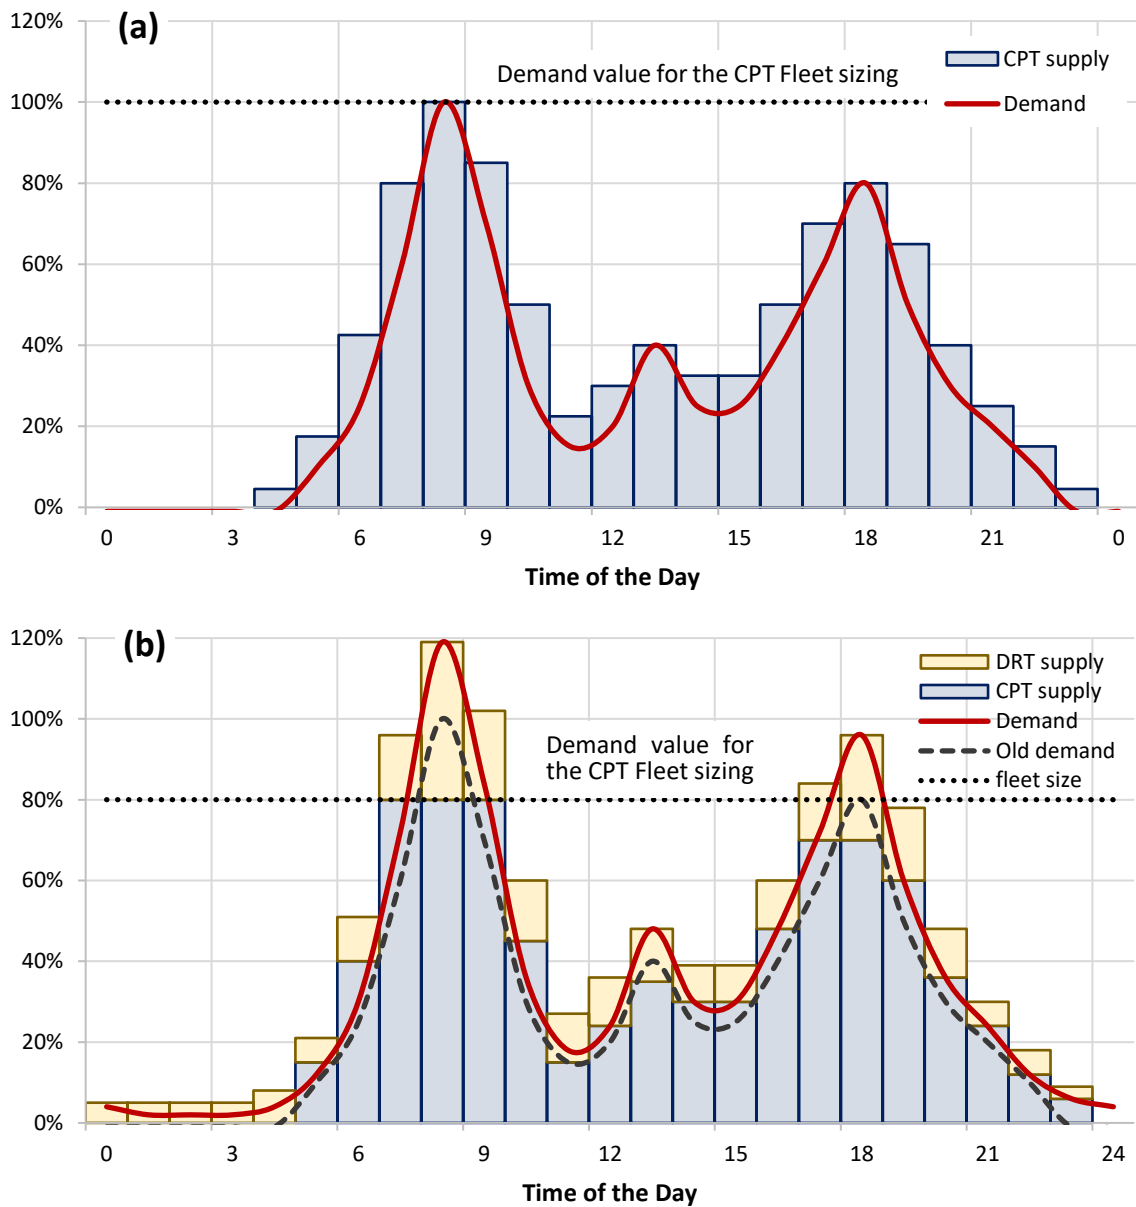 (a)
120%
100%
80%
60%
40%
20%
0%
Demand value for the CPT Fleet sizing
CPT supply
Demand
0 3 6 9 12 15 18 21 0
Time of the Day
(b)
120%
100%
80%
60%
40%
20%
0%
Demand value for
the CPT Fleet sizing
DRT supply
CPT supply
Demand
Old demand
fleet size
0 3 6 9 12 15 18 21 24
Time of the Day